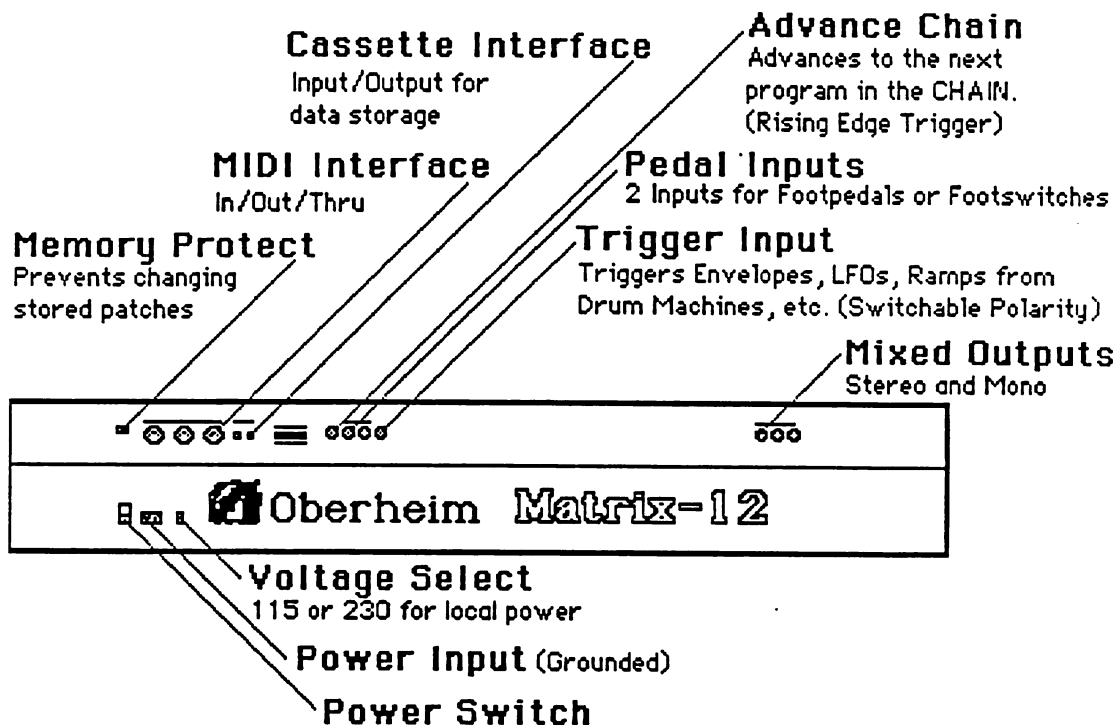 Cassette Interface
Input/Output for
data storage
Advance Chain
Advances to the next
program in the CHAIN.
(Rising Edge Trigger)
MIDI Interface
In/Out/Thru
Pedal Inputs
2 Inputs for Footpedals or Footswitches
Memory Protect
Prevents changing
stored patches
Trigger Input
Triggers Envelopes, LFOs, Ramps from
Drum Machines, etc. (Switchable Polarity)
Mixed Outputs
Stereo and Mono
Oberheim Matrix-12
Voltage Select
115 or 230 for local power
Power Input (Grounded)
Power Switch